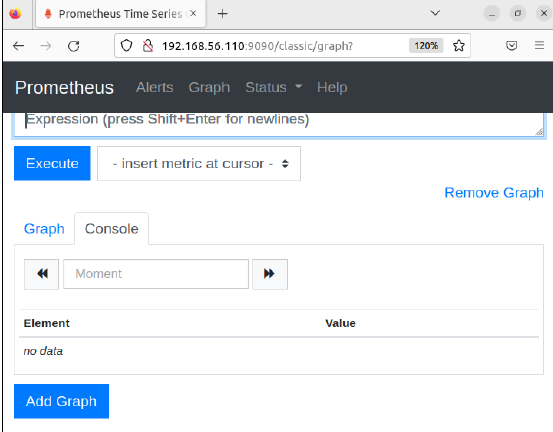 Prometheus Time Series
192.168.56.110:9090/classic/graph?
120%
Prometheus Alerts Graph Status Help
Expression (press Shift+Enter for newlines)
Execute
- insert metric at cursor -
Remove Graph
Graph
Console
Moment
Element Value
no data
Add Graph